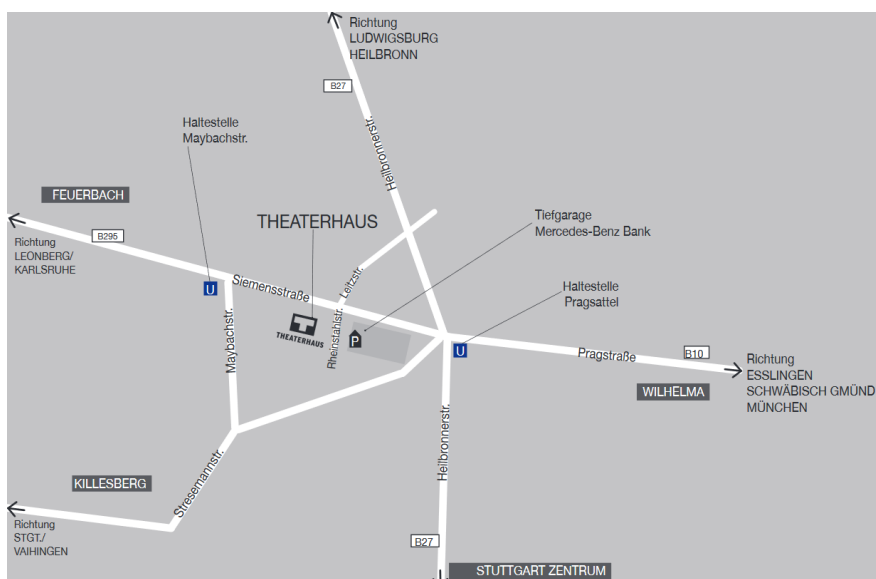 Richtung
LUDWIGSBURG
HEILBRONN
B27
Heilbronnerstr.
Haltestelle
Maybachstr.
FEUERBACH
B295
Richtung
LEONBERG/
KARLSRUHE
THEATERHAUS
Tiefgarage
Mercedes-Benz Bank
Leitzstr.
Siemensstraße
U
Haltestelle
Pragsattel
THEATERHAUS
Rheinstahlstr.
P
U
Maybachstr.
Pragstraße
B10
Richtung
ESSLINGEN
SCHWÄBISCH GMÜND
MÜNCHEN
WILHELMA
Heilbronnerstr.
Stresemannstr.
KILLESBERG
Richtung
STGT./
VAIHINGEN
B27
STUTTGART ZENTRUM